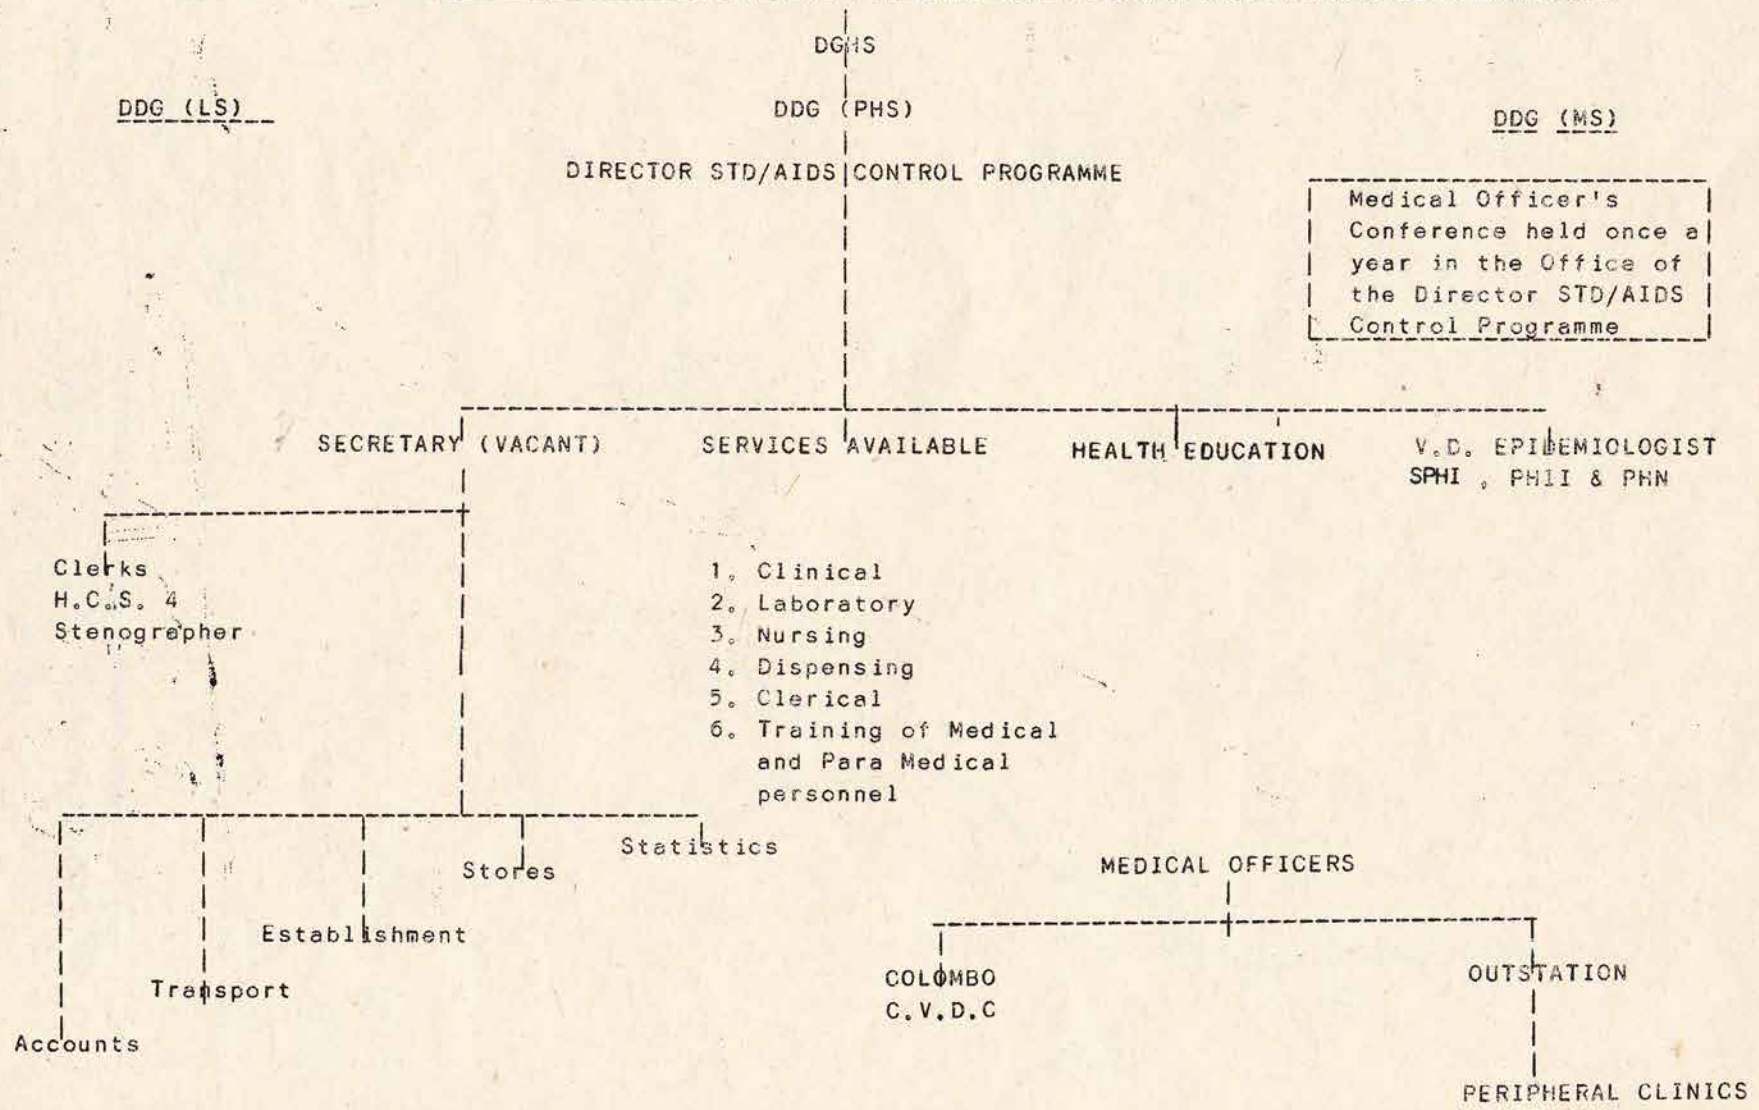 DGHS
DDG (LS)
DDG (PHS)
DDG (MS)
DIRECTOR STD/AIDS CONTROL PROGRAMME
Medical Officer's
Conference held once a
year in the Office of
the Director STD/AIDS
Control Programme
SECRETARY (VACANT)
SERVICES AVAILABLE
HEALTH EDUCATION
V.D. EPIDEMIOLOGIST
SPHI, PHII & PHN
Clerks
H.C.S. 4
Stenographer
1. Clinical
2. Laboratory
3. Nursing
4. Dispensing
5. Clerical
6. Training of Medical
and Para Medical
personnel
Statistics
Stores
Establishment
Transport
Accounts
MEDICAL OFFICERS
COLOMBO
C.V.D.C
OUTSTATION
PERIPHERAL CLINICS